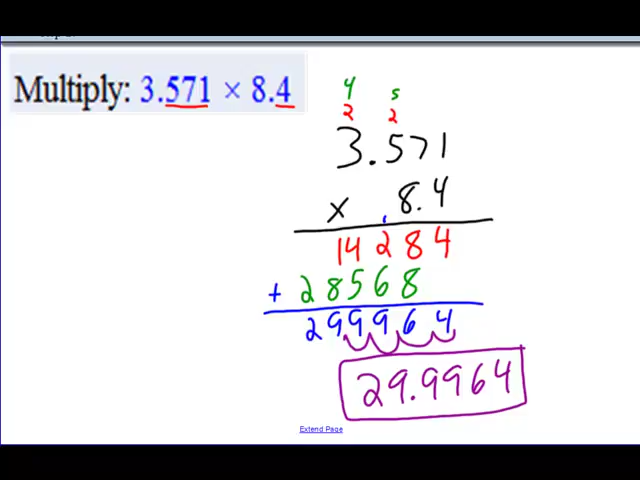 Multiply: 3.571 × 8.4
4 5
2 2
3.571
x 8.4
14284
+ 28568
299964
29.9964
Extend Page